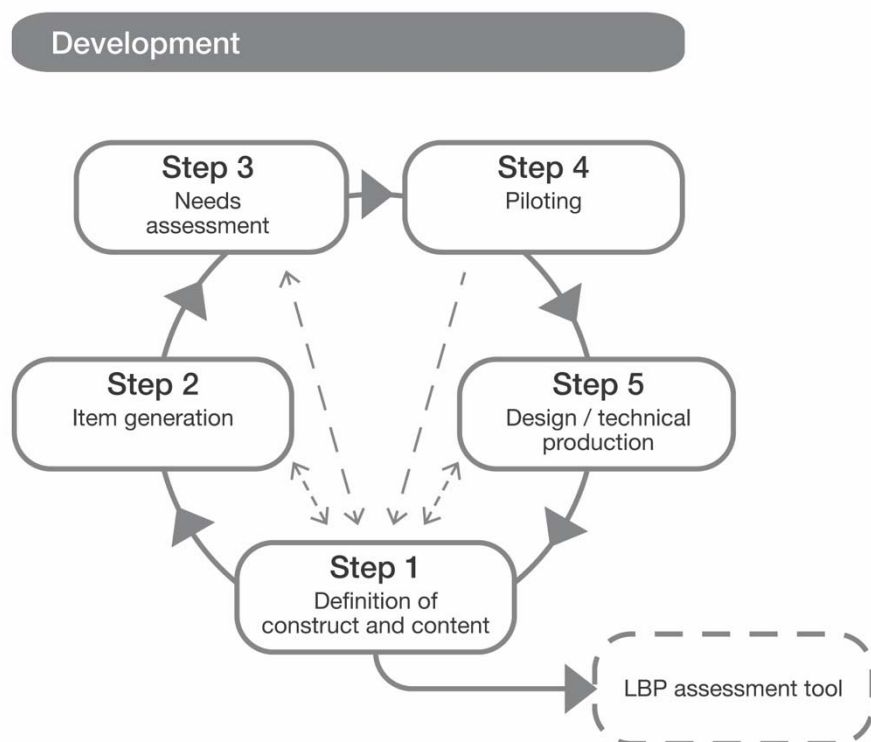 Development
Step 3
Needs
assessment
Step 4
Piloting
Step 2
Item generation
Step 5
Design / technical
production
Step 1
Definition of
construct and content
LBP assessment tool